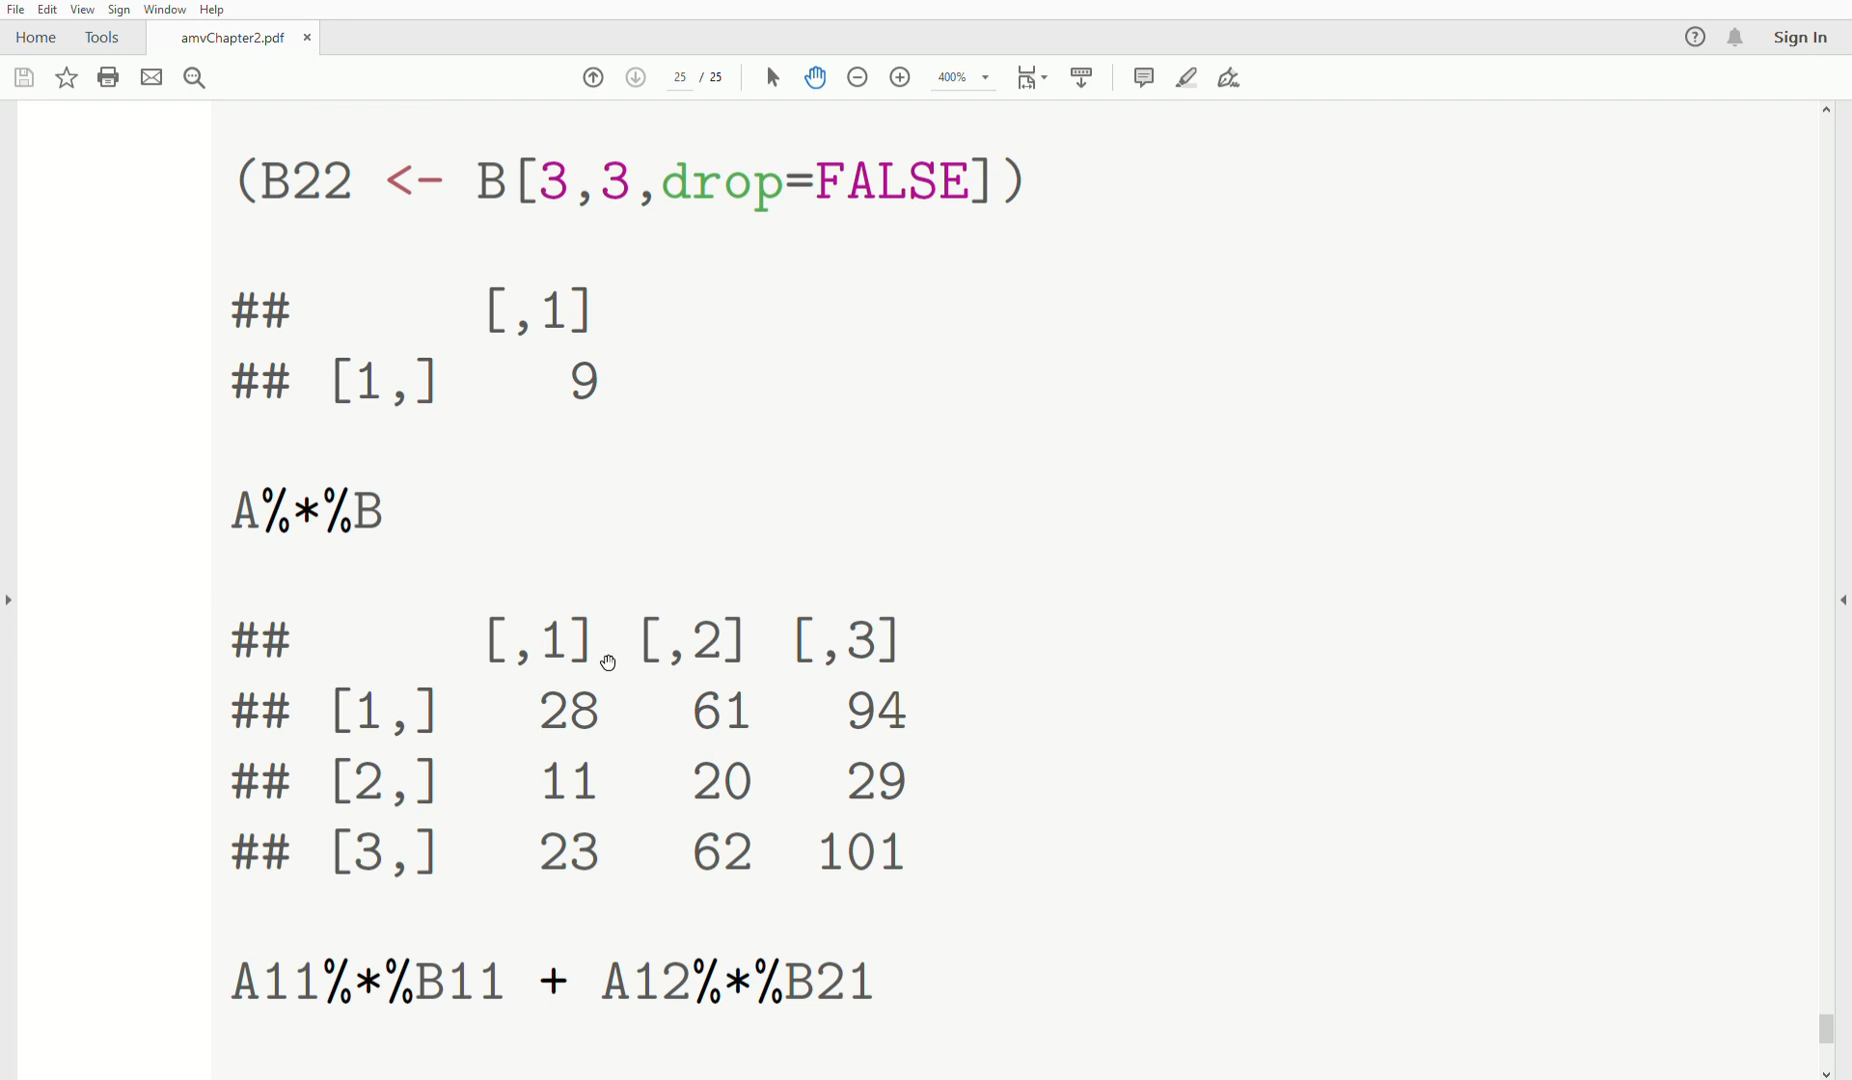 File Edit View Sign Window Help
Home Tools amvChapter2.pdf × Sign In
25 / 25 400%
(B22 <- B[3,3,drop=FALSE])
## [,1]
## [1,] 9
A%*%B
## [,1] [,2] [,3]
## [1,] 28 61 94
## [2,] 11 20 29
## [3,] 23 62 101
A11%*%B11 + A12%*%B21